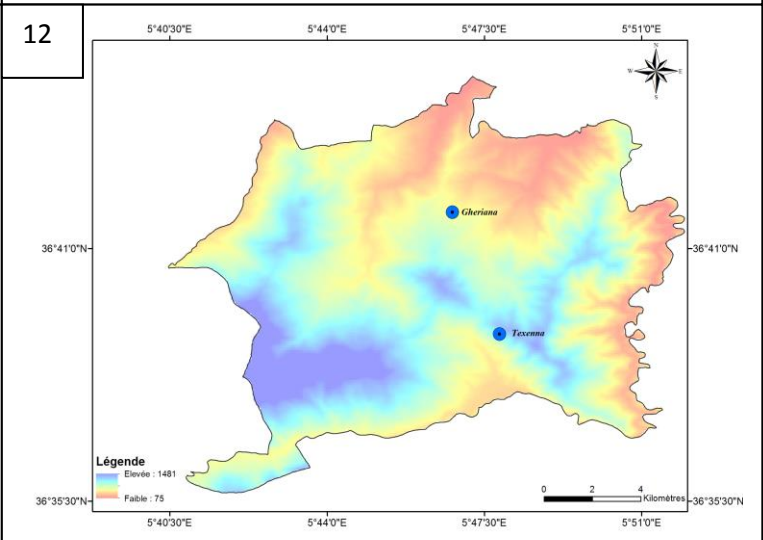 12
5°40'30"E 5°44'0"E 5°47'30"E 5°51'0"E
N
W E
S
Gheriana
36°41'0"N 36°41'0"N
Texenna
Légende
Elevée : 1481
Faible : 75
0 2 4
Kilomètres
36°35'30"N 36°35'30"N
5°40'30"E 5°44'0"E 5°47'30"E 5°51'0"E